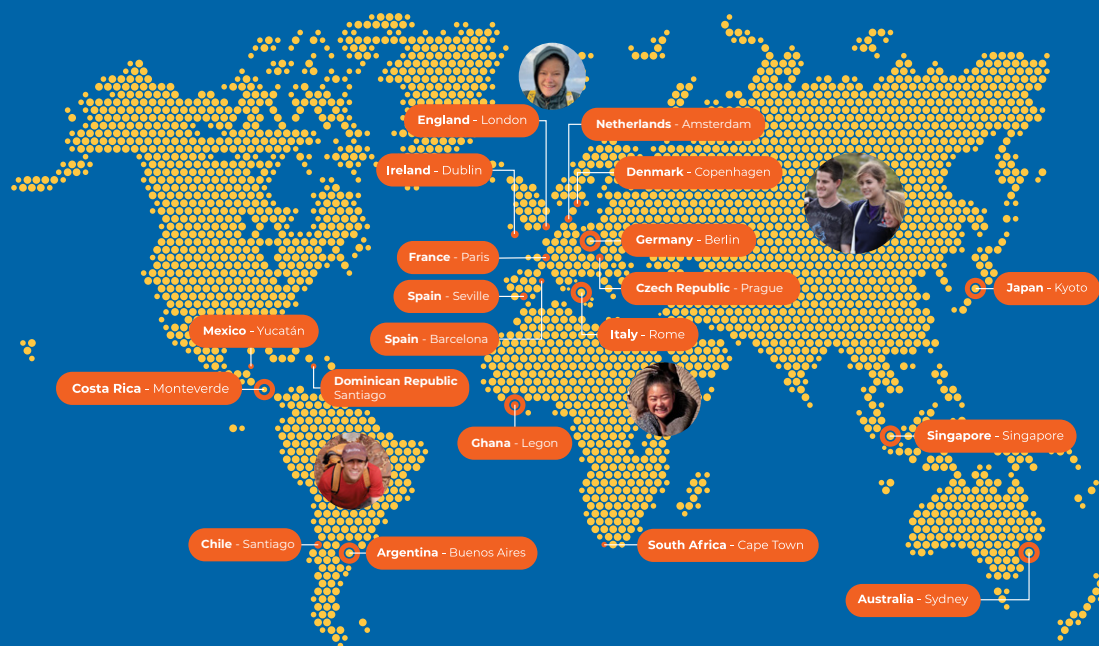 England - London
Netherlands - Amsterdam
Ireland - Dublin
Denmark - Copenhagen
Germany - Berlin
France - Paris
Czech Republic - Prague
Japan - Kyoto
Spain - Seville
Mexico - Yucatán
Spain - Barcelona
Italy - Rome
Costa Rica - Monteverde
Dominican Republic
Santiago
Ghana - Legon
Singapore - Singapore
Chile - Santiago
Argentina - Buenos Aires
South Africa - Cape Town
Australia - Sydney